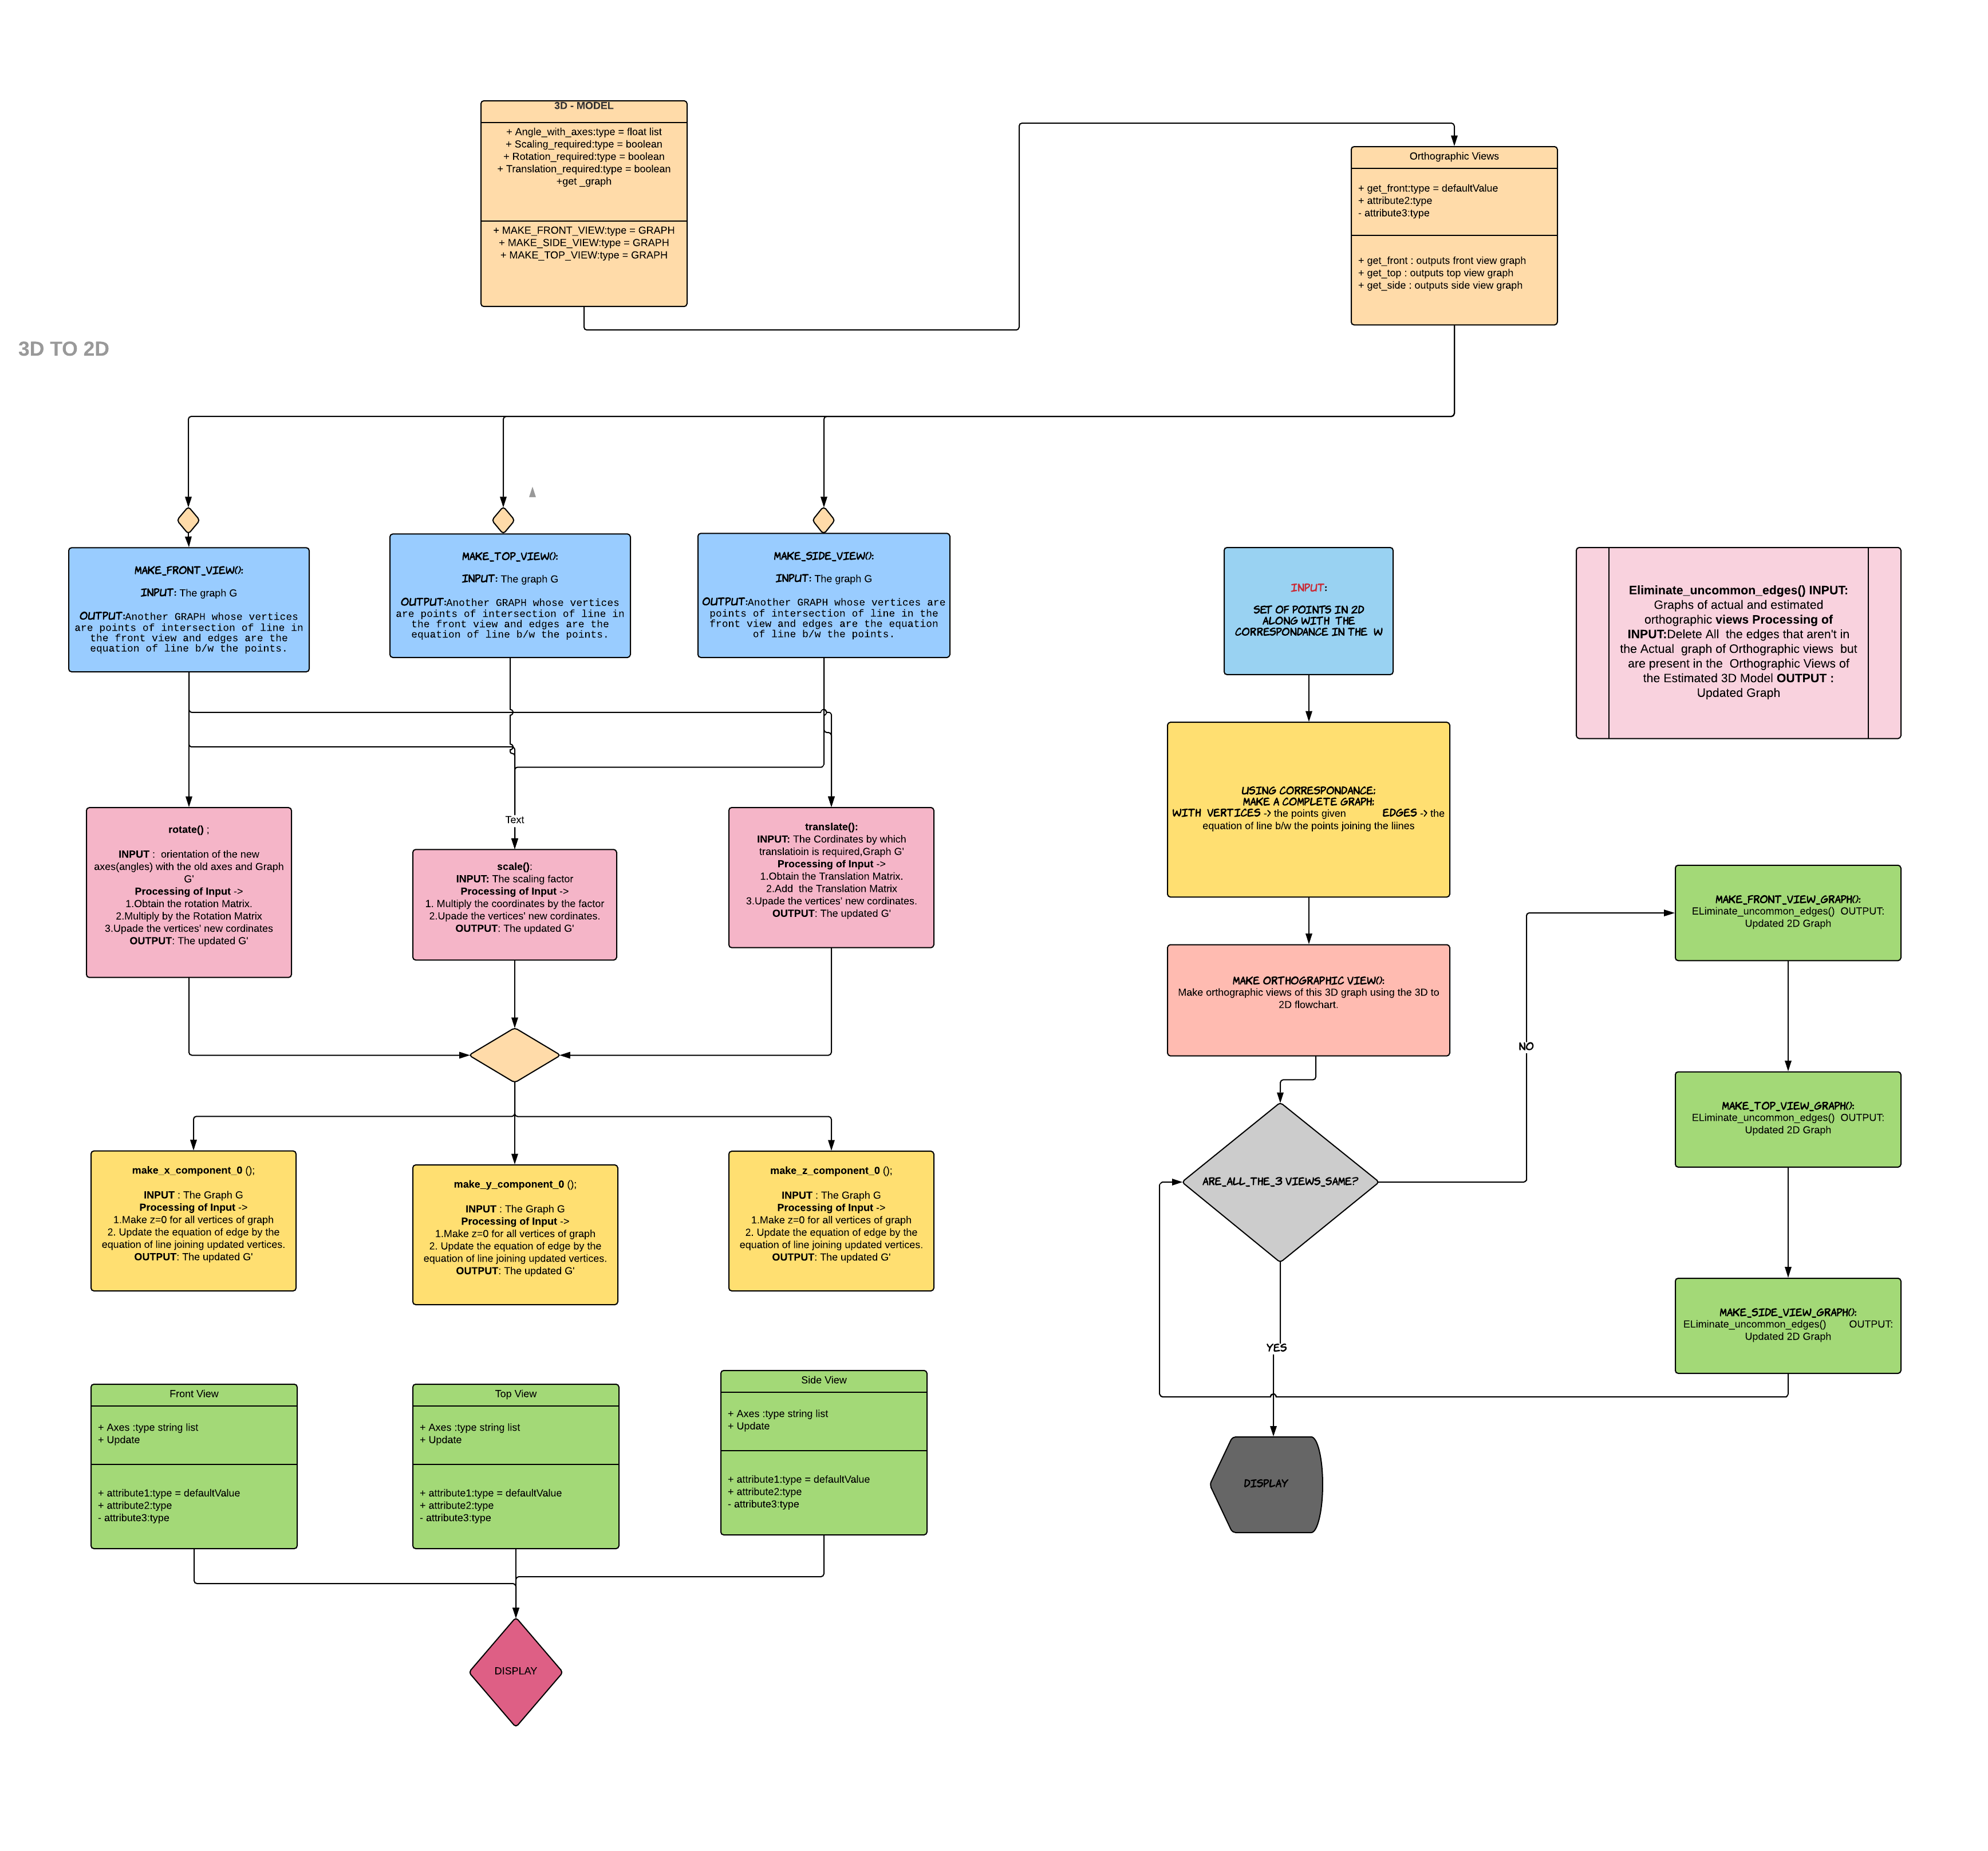 3D - MODEL
+ Angle_with_axes:type = float list
+ Scaling_required:type = boolean
+ Rotation_required:type = boolean
+ Translation_required:type = boolean
+get _graph
+ MAKE_FRONT_VIEW:type = GRAPH
+ MAKE_SIDE_VIEW:type = GRAPH
+ MAKE_TOP_VIEW:type = GRAPH
Orthographic Views
+ get_front:type = defaultValue
+ attribute2:type
- attribute3:type
+ get_front : outputs front view graph
+ get_top : outputs top view graph
+ get_side : outputs side view graph
3D TO 2D
MAKE_FRONT_VIEW():
INPUT: The graph G
OUTPUT:Another GRAPH whose vertices
are points of intersection of line in
the front view and edges are the
equation of line b/w the points.
MAKE_TOP_VIEW():
INPUT: The graph G
OUTPUT:Another GRAPH whose vertices
are points of intersection of line in
the front view and edges are the
equation of line b/w the points.
MAKE_SIDE_VIEW():
INPUT: The graph G
OUTPUT:Another GRAPH whose vertices are
points of intersection of line in the
front view and edges are the equation
of line b/w the points.
Text
rotate() ;
INPUT :  orientation of the new
axes(angles) with the old axes and Graph
G'
Processing of Input ->
1.Obtain the rotation Matrix.
2.Multiply by the Rotation Matrix
3.Upade the vertices' new cordinates
OUTPUT: The updated G'
scale():
INPUT: The scaling factor
Processing of Input ->
1. Multiply the coordinates by the factor
2.Upade the vertices' new cordinates.
OUTPUT: The updated G'
translate():
INPUT: The Cordinates by which
translatioin is required,Graph G'
Processing of Input ->
1.Obtain the Translation Matrix.
2.Add  the Translation Matrix
3.Upade the vertices' new cordinates.
OUTPUT: The updated G'
make_x_component_0 ();
INPUT : The Graph G
Processing of Input ->
1.Make z=0 for all vertices of graph
2. Update the equation of edge by the
equation of line joining updated vertices.
OUTPUT: The updated G'
make_y_component_0 ();
INPUT : The Graph G
Processing of Input ->
1.Make z=0 for all vertices of graph
2. Update the equation of edge by the
equation of line joining updated vertices.
OUTPUT: The updated G'
make_z_component_0 ();
INPUT : The Graph G
Processing of Input ->
1.Make z=0 for all vertices of graph
2. Update the equation of edge by the
equation of line joining updated vertices.
OUTPUT: The updated G'
Front View
+ Axes :type string list
+ Update
+ attribute1:type = defaultValue
+ attribute2:type
- attribute3:type
Top View
+ Axes :type string list
+ Update
+ attribute1:type = defaultValue
+ attribute2:type
- attribute3:type
Side View
+ Axes :type string list
+ Update
+ attribute1:type = defaultValue
+ attribute2:type
- attribute3:type
DISPLAY
INPUT:
SET OF POINTS IN 2D
ALONG WITH  THE
CORRESPONDANCE IN THE  W
USING CORRESPONDANCE:
MAKE A COMPLETE GRAPH:
WITH  VERTICES -> the points given EDGES -> the
equation of line b/w the points joining the liines
MAKE ORTHOGRAPHIC VIEW():
Make orthographic views of this 3D graph using the 3D to
2D flowchart.
ARE_ALL_THE_3 VIEWS_SAME?
NO
YES
DISPLAY
Eliminate_uncommon_edges() INPUT:
Graphs of actual and estimated
orthographic views Processing of
INPUT:Delete All  the edges that aren't in
the Actual  graph of Orthographic views  but
are present in the  Orthographic Views of
the Estimated 3D Model OUTPUT :
Updated Graph
MAKE_FRONT_VIEW_GRAPH():
ELiminate_uncommon_edges()  OUTPUT:
Updated 2D Graph
MAKE_TOP_VIEW_GRAPH():
ELiminate_uncommon_edges()  OUTPUT:
Updated 2D Graph
MAKE_SIDE_VIEW_GRAPH():
ELiminate_uncommon_edges() OUTPUT:
Updated 2D Graph